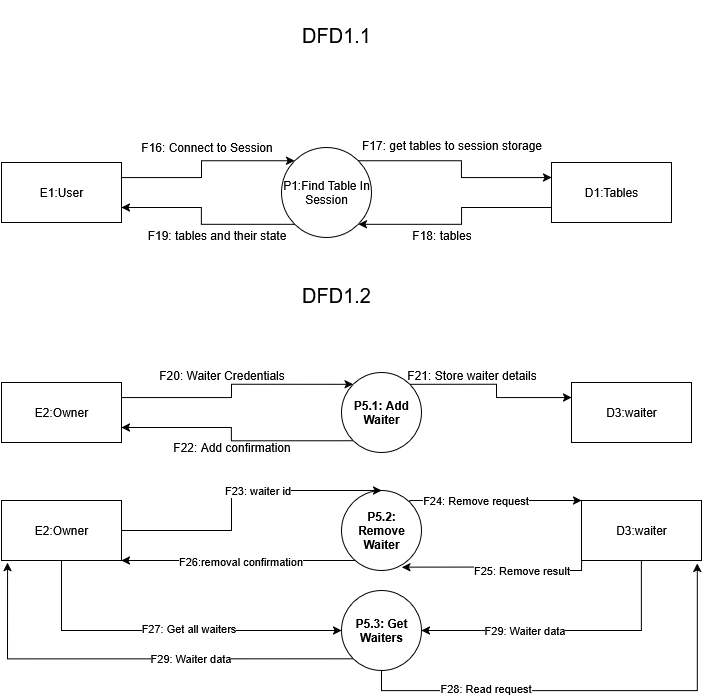 DFD1.1
F16: Connect to Session
F17: get tables to session storage
E1:User
P1:Find Table In
Session
D1:Tables
F19: tables and their state
F18: tables
DFD1.2
F20: Waiter Credentials
F21: Store waiter details
E2:Owner
P5.1: Add
Waiter
D3:waiter
F22: Add confirmation
F23: waiter id
F24: Remove request
E2:Owner
P5.2:
Remove
Waiter
D3:waiter
F26:removal confirmation
F25: Remove result
F27: Get all waiters
P5.3: Get
Waiters
F29: Waiter data
F29: Waiter data
F28: Read request